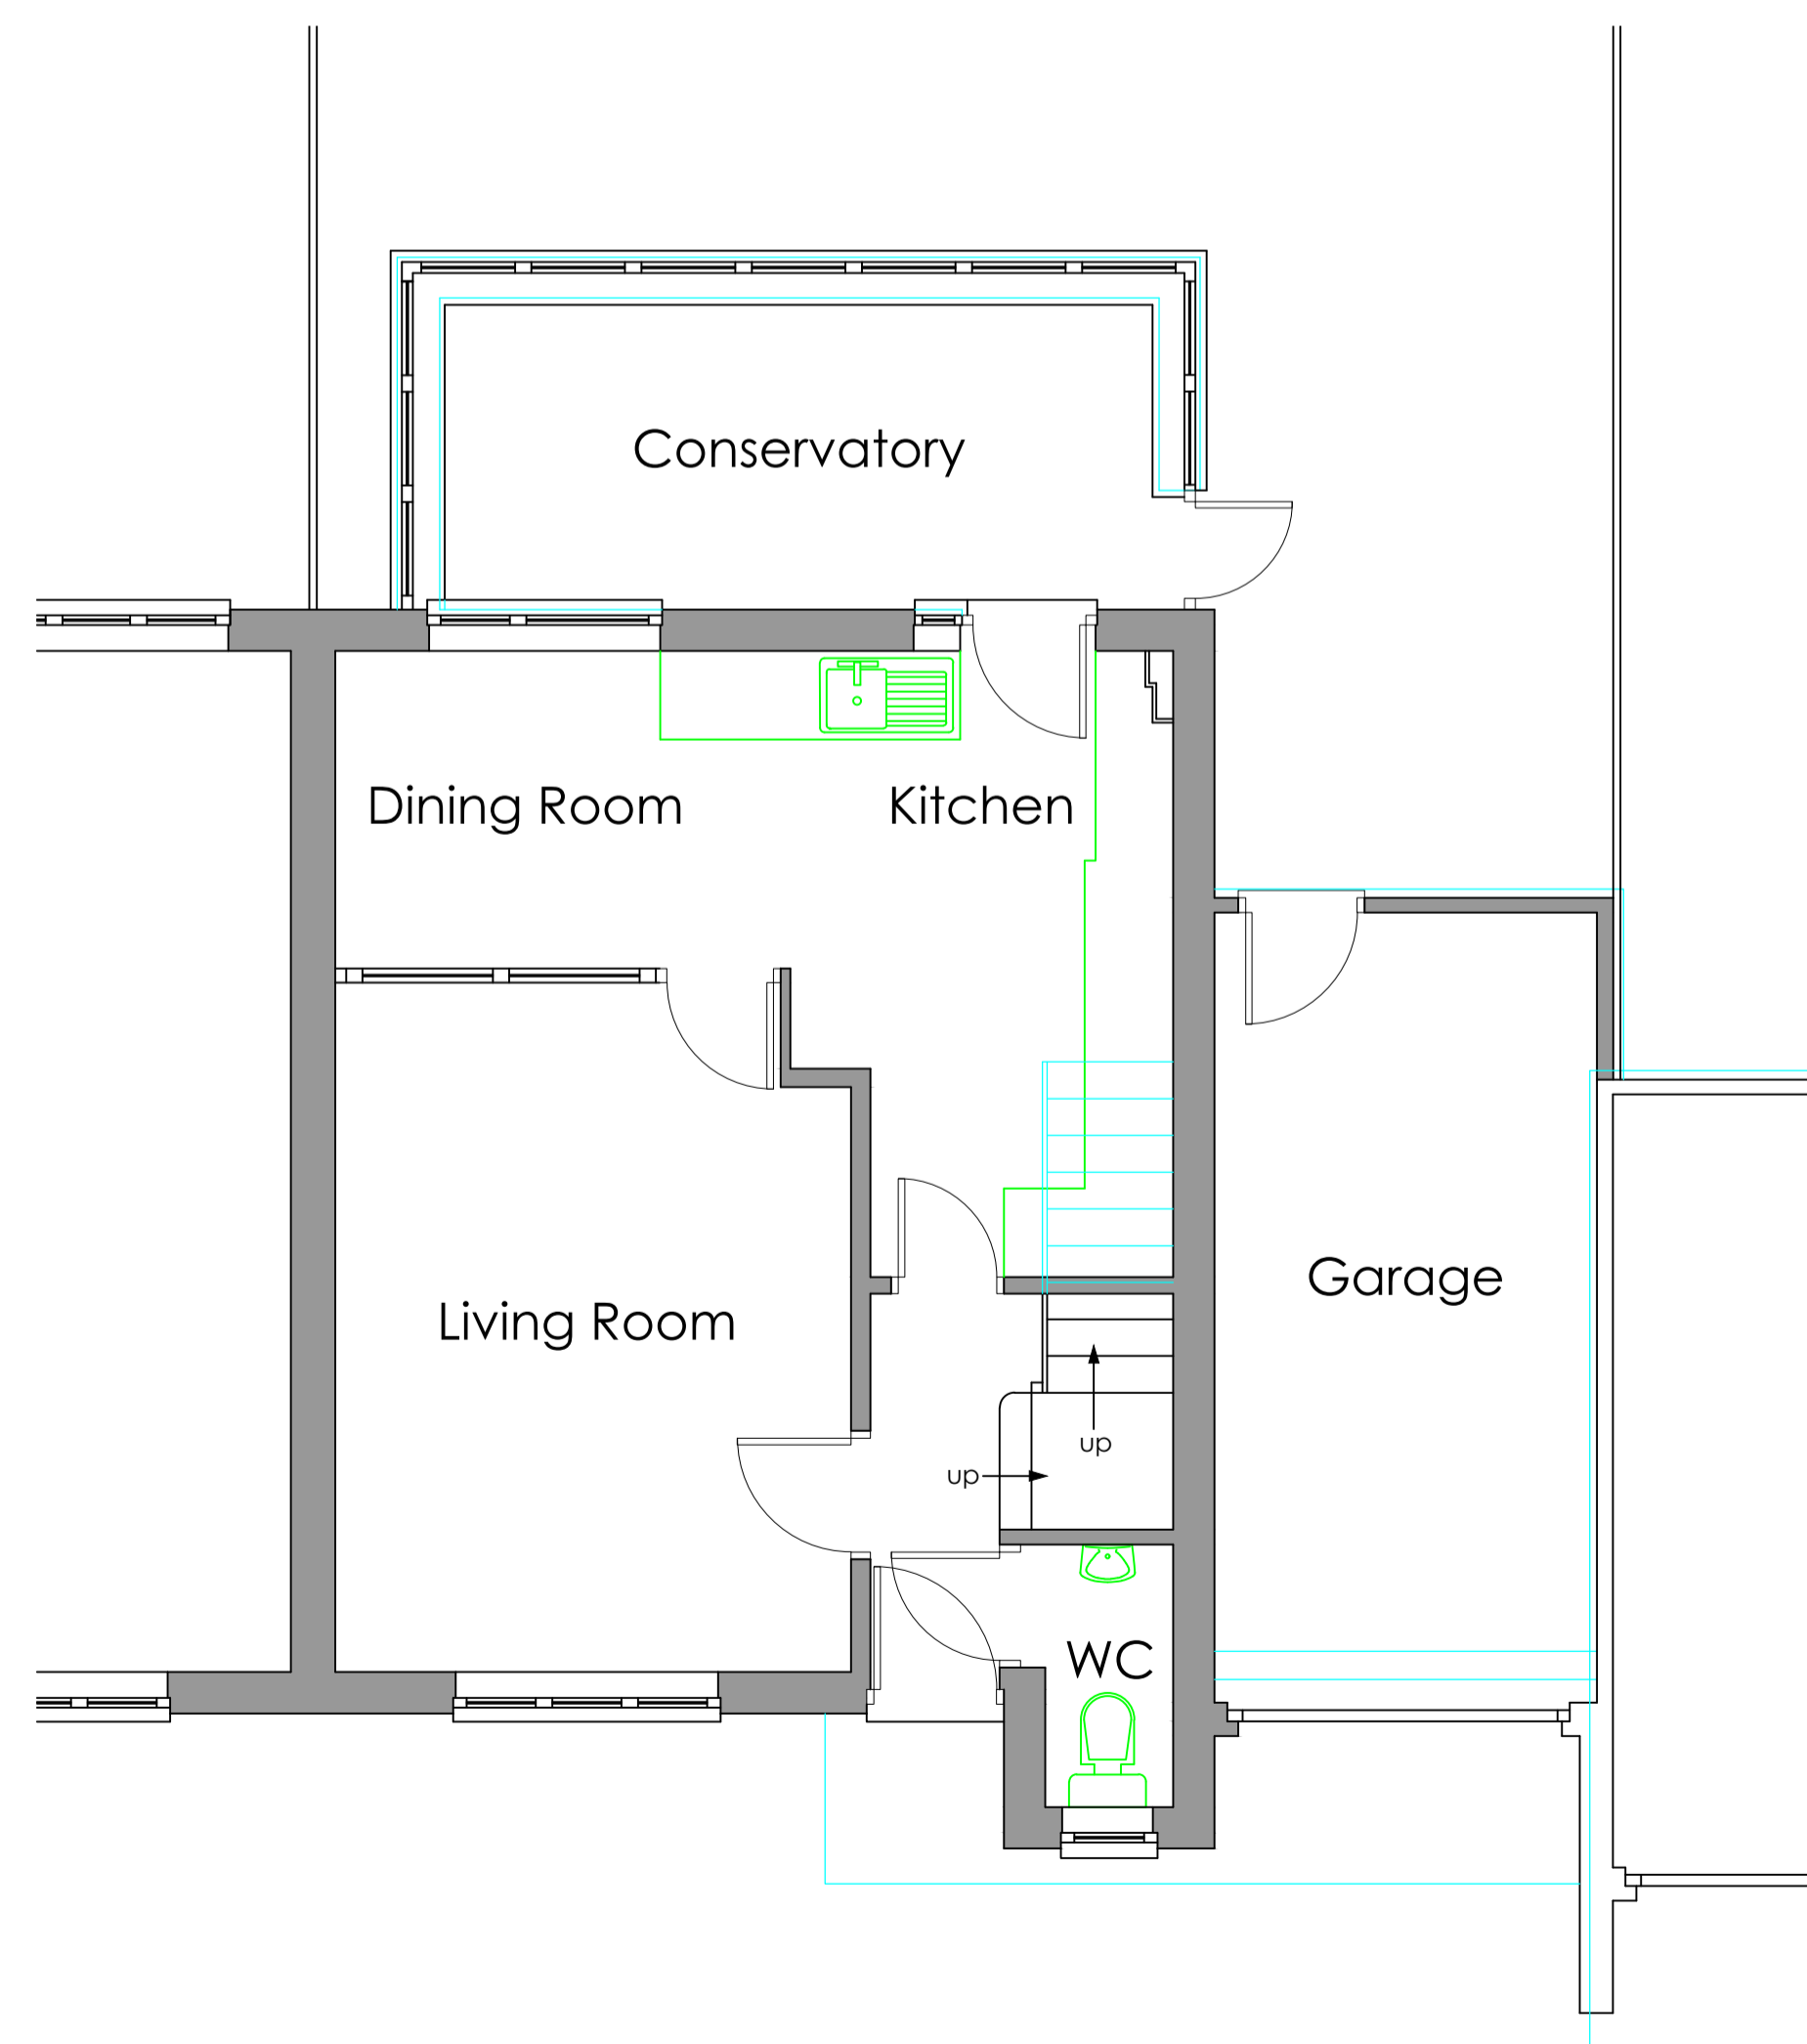 Conservatory
Dining Room
Kitchen
Garage
Living Room
up
up
WC